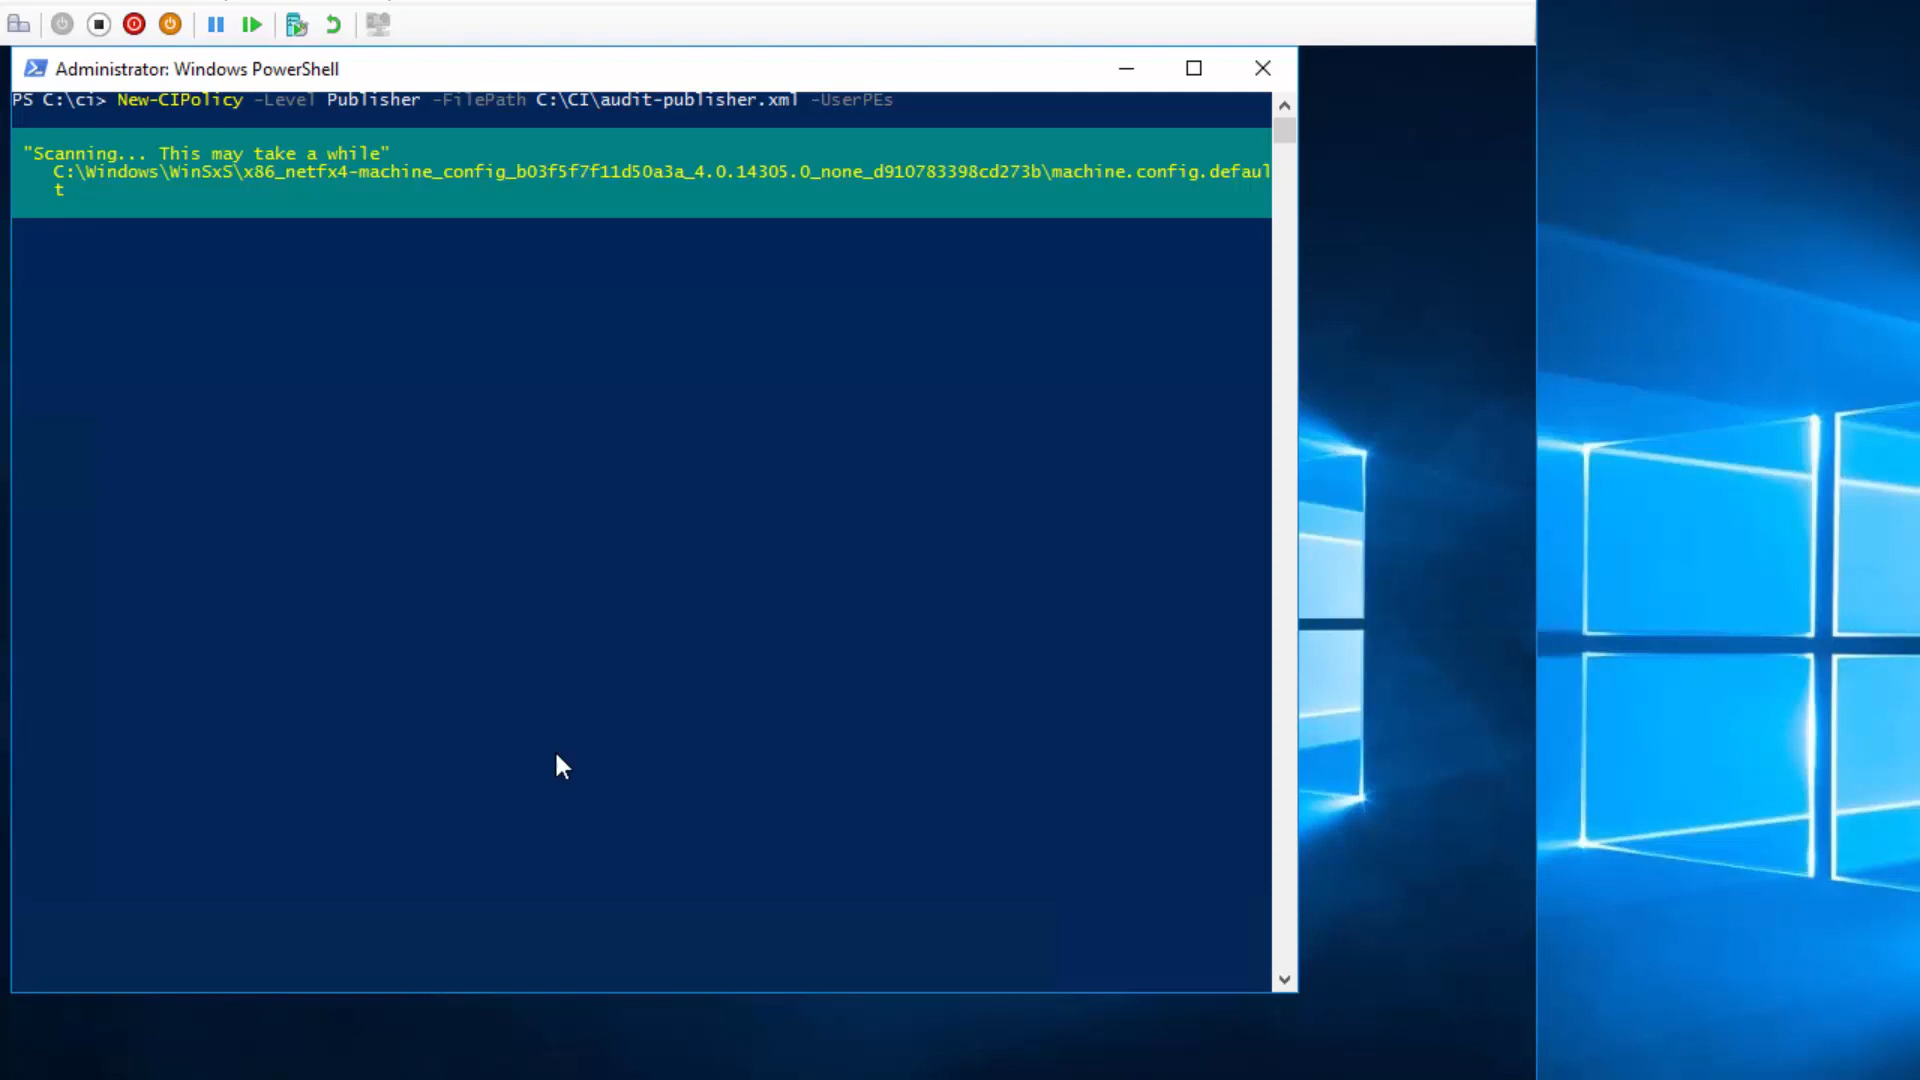 Administrator: Windows PowerShell
PS C:\ci> New-CIPolicy -Level Publisher -FilePath C:\CI\audit-publisher.xml -UserPEs
"Scanning... This may take a while"
C:\Windows\WinSxS\x86_netfx4-machine_config_b03f5f7f11d50a3a_4.0.14305.0_none_d910783398cd273b\machine.config.defaul
t